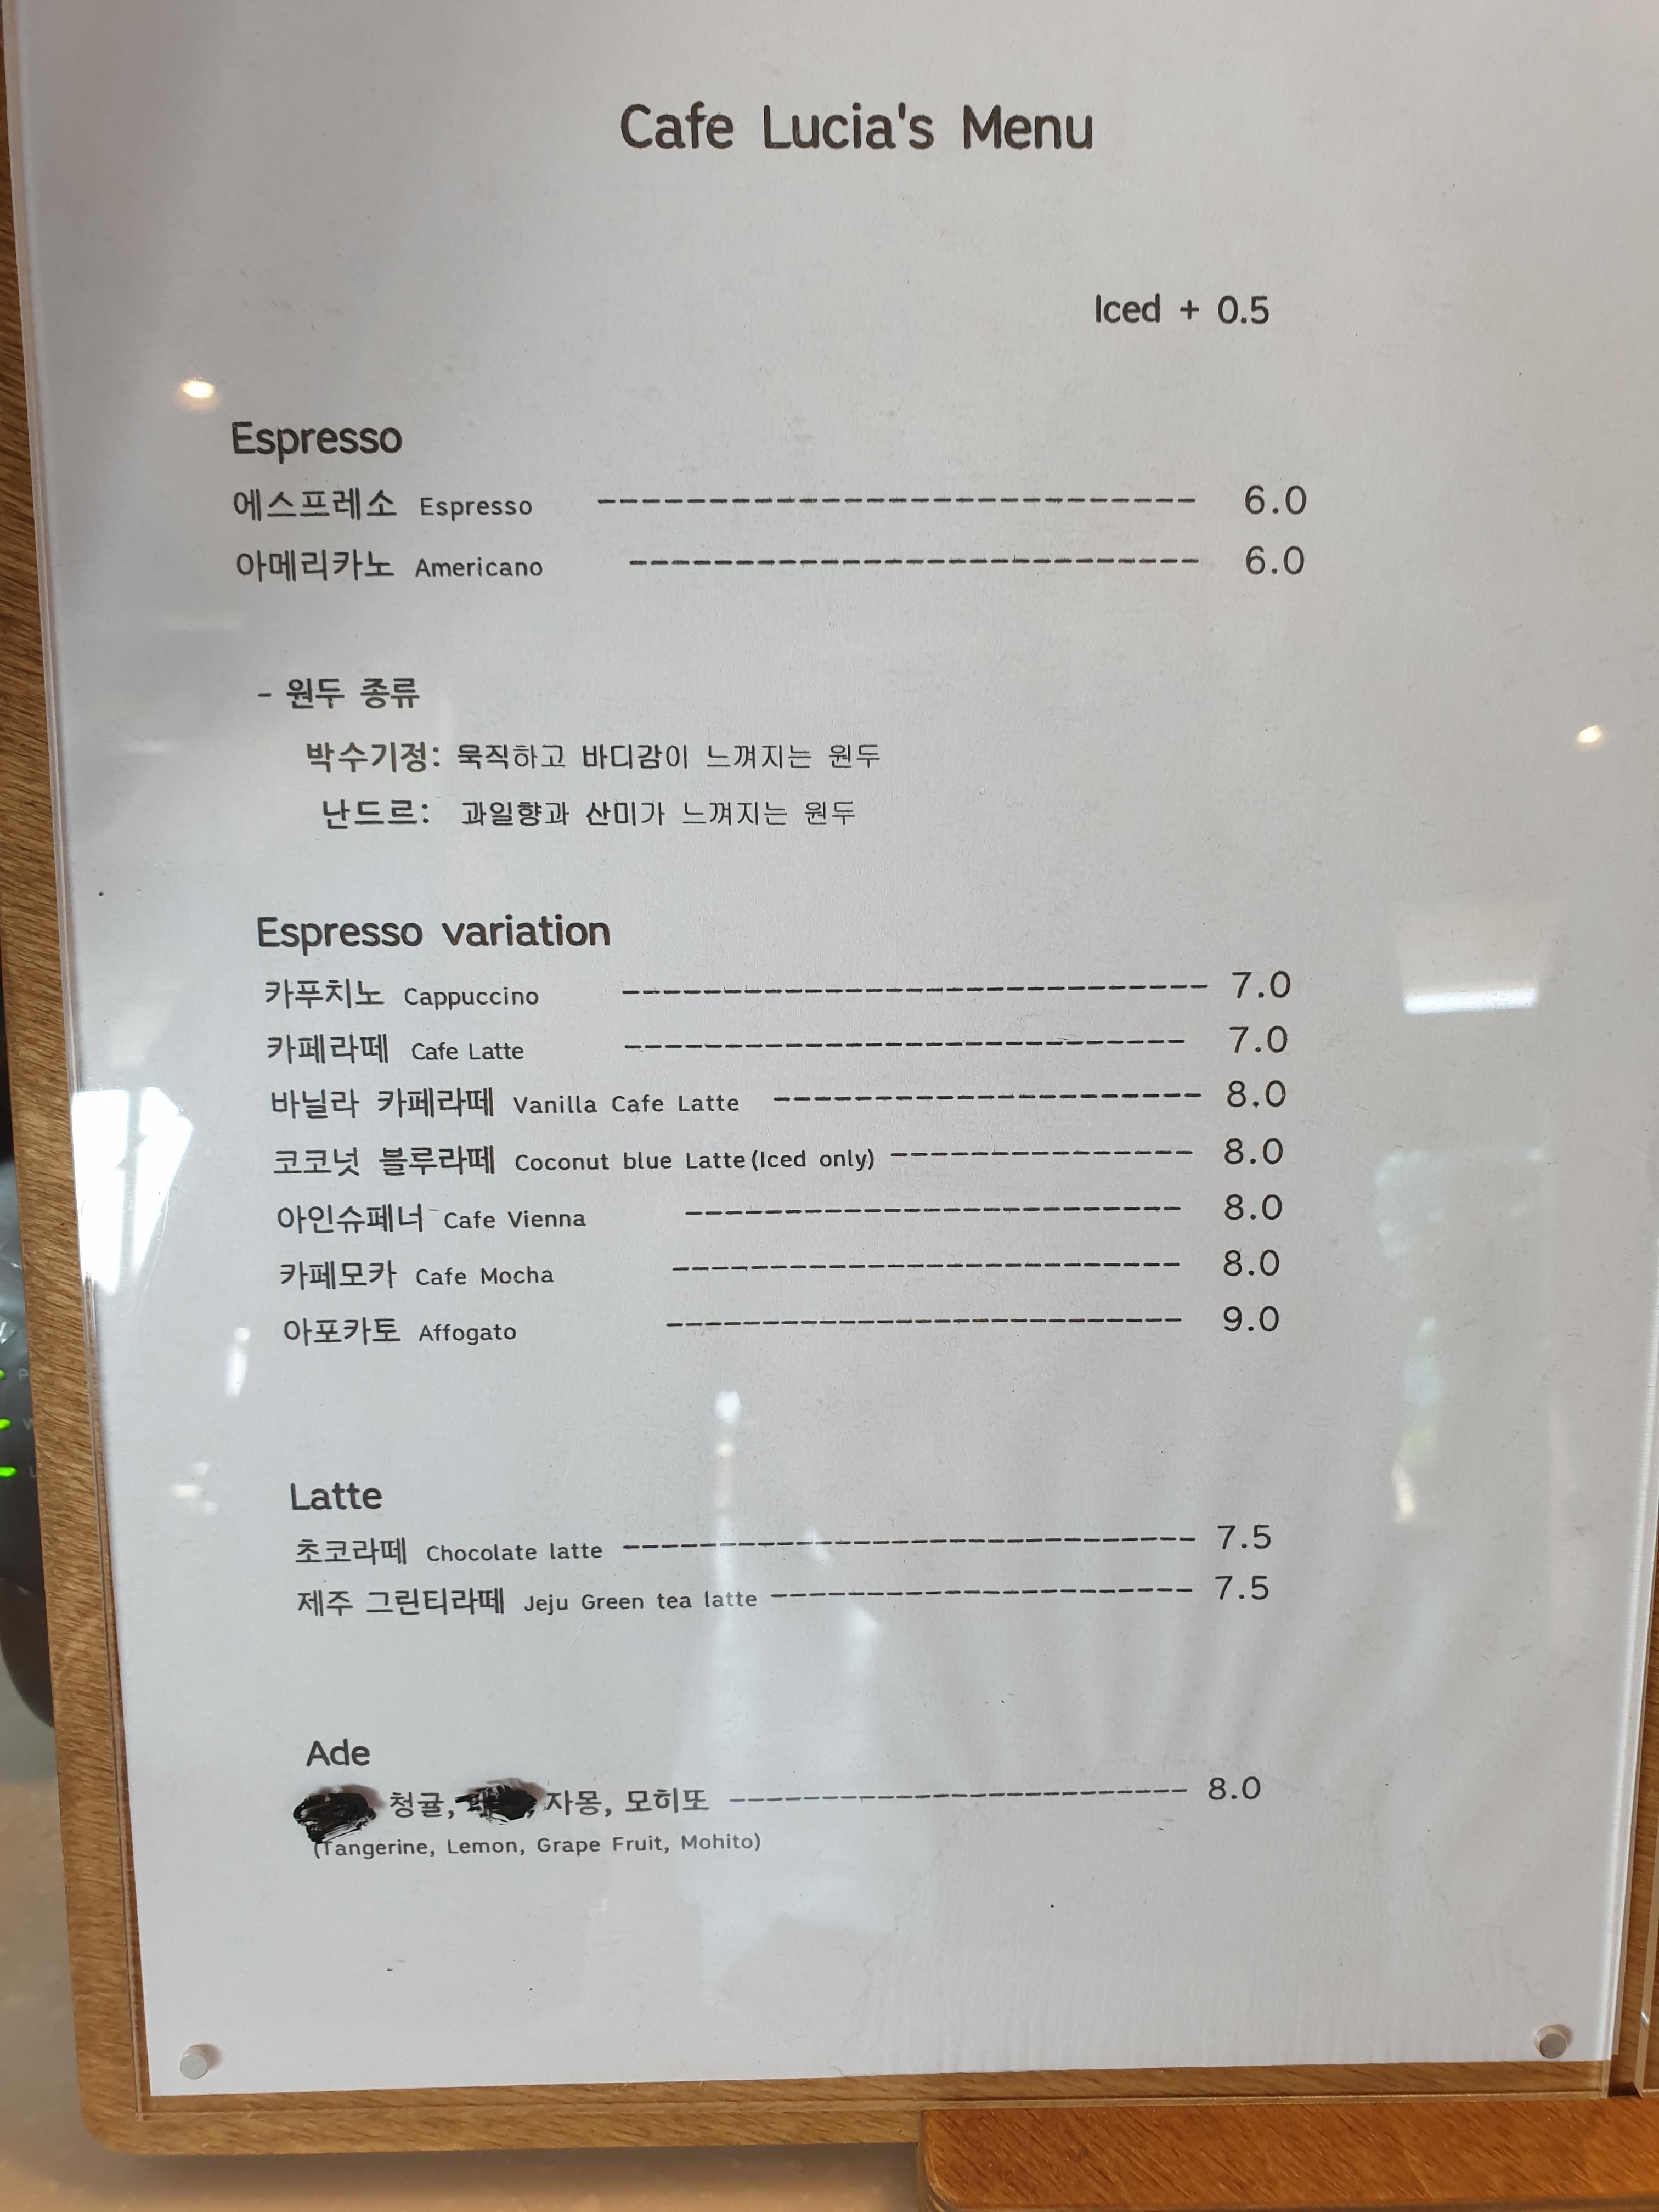 Cafe Lucia's Menu
Iced + 0.5
Espresso
에스프레소 Espresso -------------------------- 6.0
아메리카노 Americano -------------------------- 6.0
- 원두 종류
박수기정: 묵직하고 바디감이 느껴지는 원두
난드르: 과일향과 산미가 느껴지는 원두
Espresso variation
카푸치노 Cappuccino -------------------------- 7.0
카페라떼 Cafe Latte -------------------------- 7.0
바닐라 카페라떼 Vanilla Cafe Latte -------------------- 8.0
코코넛 블루라떼 Coconut blue Latte(Iced only) --------------- 8.0
아인슈페너 Cafe Vienna ---------------------- 8.0
카페모카 Cafe Mocha ---------------------- 8.0
아포카토 Affogato ---------------------- 9.0
Latte
초코라떼 Chocolate latte -------------------------- 7.5
제주 그린티라떼 Jeju Green tea latte -------------------- 7.5
Ade
청귤, 자몽, 모히또 ---------------------- 8.0
(Tangerine, Lemon, Grape Fruit, Mohito)